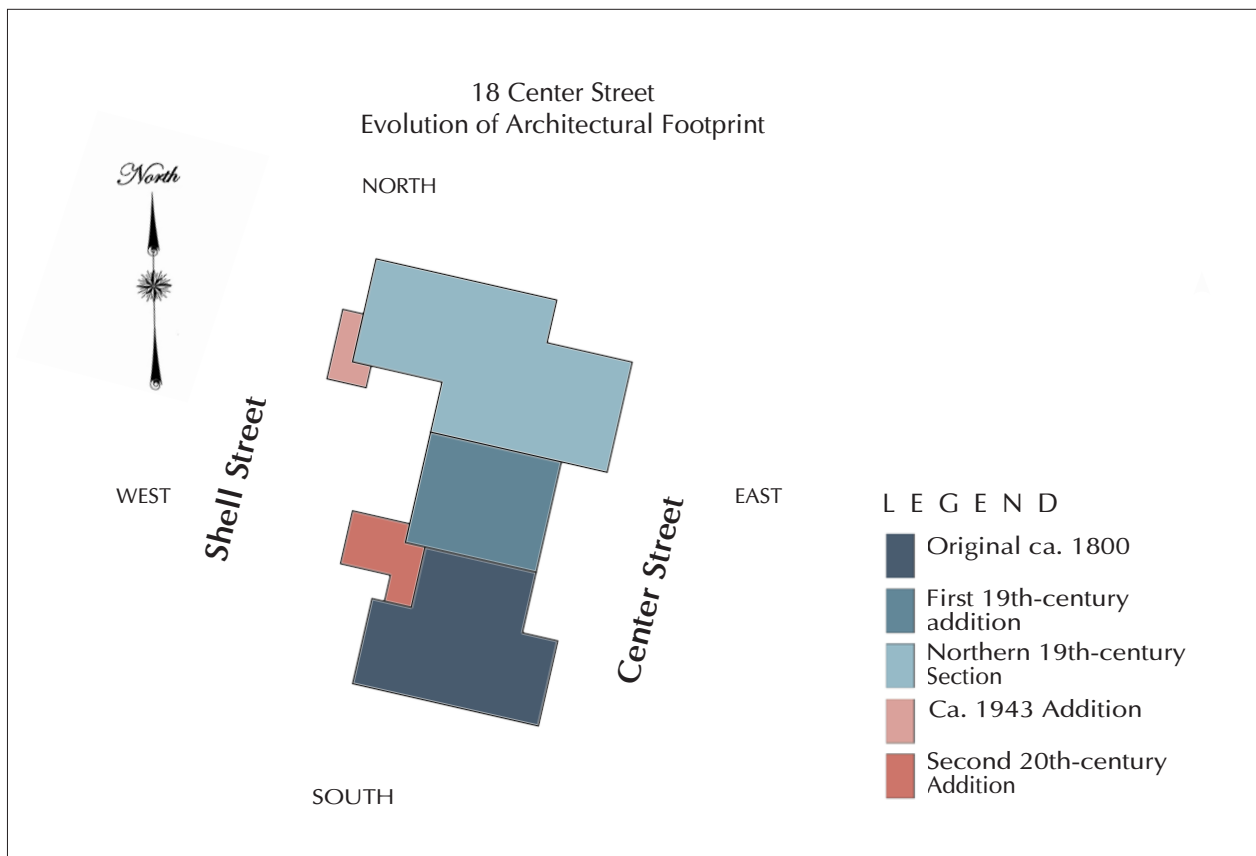 18 Center Street
Evolution of Architectural Footprint
North
NORTH
WEST
Shell Street
Center Street
EAST
SOUTH
LEGEND
Original ca. 1800
First 19th-century
addition
Northern 19th-century
Section
Ca. 1943 Addition
Second 20th-century
Addition